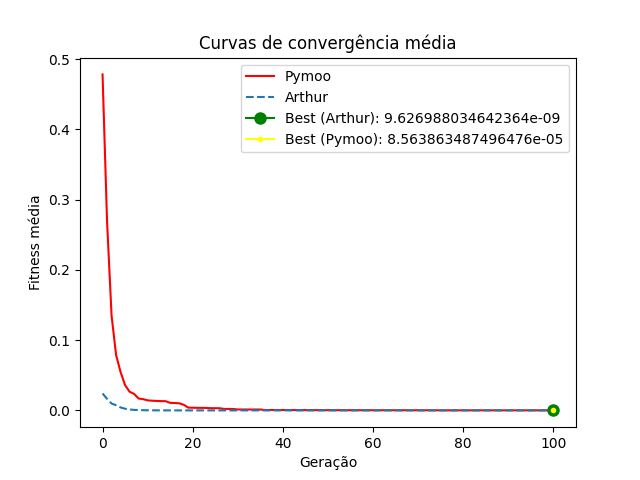 Curvas de convergência média
Pymoo
Arthur
Best (Arthur): 9.626988034642364e-09
Best (Pymoo): 8.563863487496476e-05
Fitness média
0.5
0.4
0.3
0.2
0.1
0.0
0 20 40 60 80 100
Geração